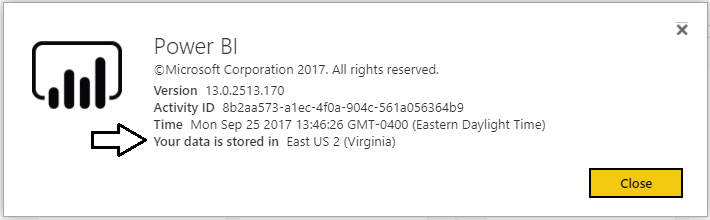 Power BI
©Microsoft Corporation 2017. All rights reserved.
Version 13.0.2513.170
Activity ID 8b2aa573-a1ec-4f0a-904c-561a056364b9
Time Mon Sep 25 2017 13:46:26 GMT-0400 (Eastern Daylight Time)
Your data is stored in East US 2 (Virginia)
Close